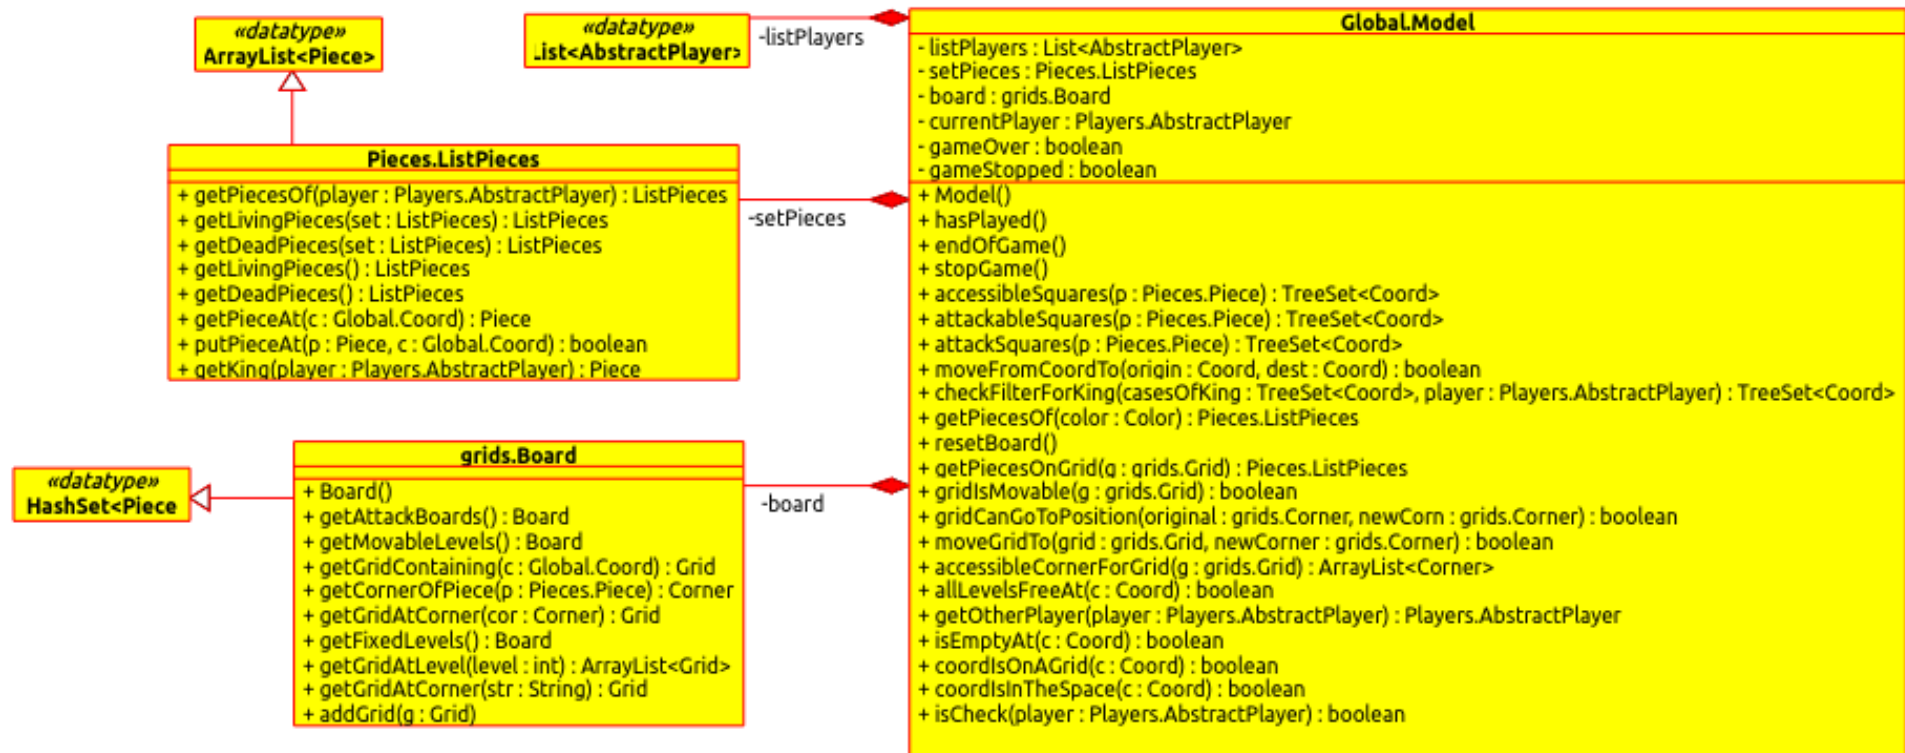 «datatype»
ArrayList<Piece>
«datatype»
List<AbstractPlayer>
-listPlayers
Pieces.ListPieces
+ getPiecesOf(player : Players.AbstractPlayer) : ListPieces
+ getLivingPieces(set : ListPieces) : ListPieces
+ getDeadPieces(set : ListPieces) : ListPieces
+ getLivingPieces() : ListPieces
+ getDeadPieces() : ListPieces
+ getPieceAt(c : Global.Coord) : Piece
+ putPieceAt(p : Piece, c : Global.Coord) : boolean
+ getKing(player : Players.AbstractPlayer) : Piece
-setPieces
«datatype»
HashSet<Piece
grids.Board
+ Board()
+ getAttackBoards() : Board
+ getMovableLevels() : Board
+ getGridContaining(c : Global.Coord) : Grid
+ getCornerOfPiece(p : Pieces.Piece) : Corner
+ getGridAtCorner(cor : Corner) : Grid
+ getFixedLevels() : Board
+ getGridAtLevel(level : int) : ArrayList<Grid>
+ getGridAtCorner(str : String) : Grid
+ addGrid(g : Grid)
-board
Global.Model
- listPlayers : List<AbstractPlayer>
- setPieces : Pieces.ListPieces
- board : grids.Board
- currentPlayer : Players.AbstractPlayer
- gameOver : boolean
- gameStopped : boolean
+ Model()
+ hasPlayed()
+ endOfGame()
+ stopGame()
+ accessibleSquares(p : Pieces.Piece) : TreeSet<Coord>
+ attackableSquares(p : Pieces.Piece) : TreeSet<Coord>
+ attackSquares(p : Pieces.Piece) : TreeSet<Coord>
+ moveFromCoordTo(origin : Coord, dest : Coord) : boolean
+ checkFilterForKing(casesOfKing : TreeSet<Coord>, player : Players.AbstractPlayer) : TreeSet<Coord>
+ getPiecesOf(color : Color) : Pieces.ListPieces
+ resetBoard()
+ getPiecesOnGrid(g : grids.Grid) : Pieces.ListPieces
+ gridIsMovable(g : grids.Grid) : boolean
+ gridCanGoToPosition(original : grids.Corner, newCorn : grids.Corner) : boolean
+ moveGridTo(grid : grids.Grid, newCorner : grids.Corner) : boolean
+ accessibleCornerForGrid(g : grids.Grid) : ArrayList<Corner>
+ allLevelsFreeAt(c : Coord) : boolean
+ getOtherPlayer(player : Players.AbstractPlayer) : Players.AbstractPlayer
+ isEmptyAt(c : Coord) : boolean
+ coordIsOnAGrid(c : Coord) : boolean
+ coordIsInTheSpace(c : Coord) : boolean
+ isCheck(player : Players.AbstractPlayer) : boolean